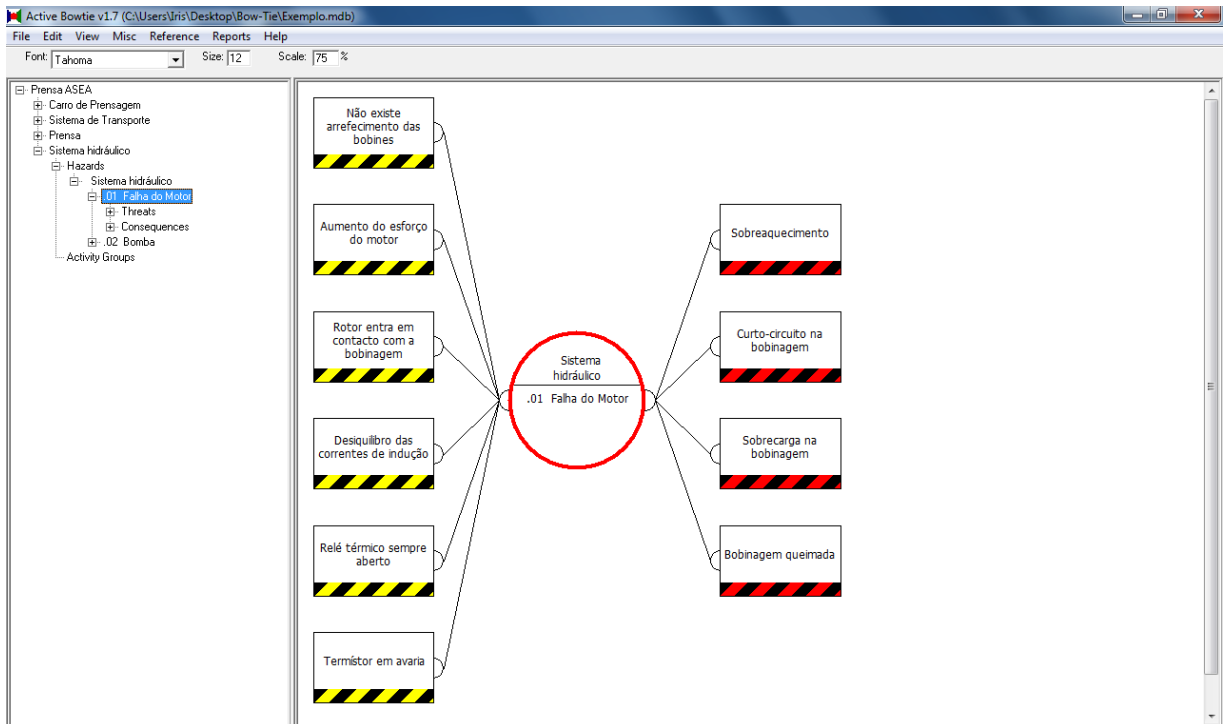 Active Bowtie v1.7 (C:\Users\Iris\Desktop\Bow-Tie\Exemplo.mdb)
File Edit View Misc Reference Reports Help
Font: Tahoma Size: 12 Scale: 75 %
Prensa ASEA
Carro de Prensagem
Sistema de Transporte
Prensa
Sistema hidráulico
Hazards
Sistema hidráulico
.01 Falha do Motor
Threats
Consequences
.02 Bomba
Activity Groups
Não existe
arrefecimento das
bobines
Aumento do esforço
do motor
Rotor entra em
contacto com a
bobinagem
Desiquilibro das
correntes de indução
Relé térmico sempre
aberto
Termístor em avaria
Sistema
hidráulico
.01 Falha do Motor
Sobreaquecimento
Curto-circuito na
bobinagem
Sobrecarga na
bobinagem
Bobinagem queimada